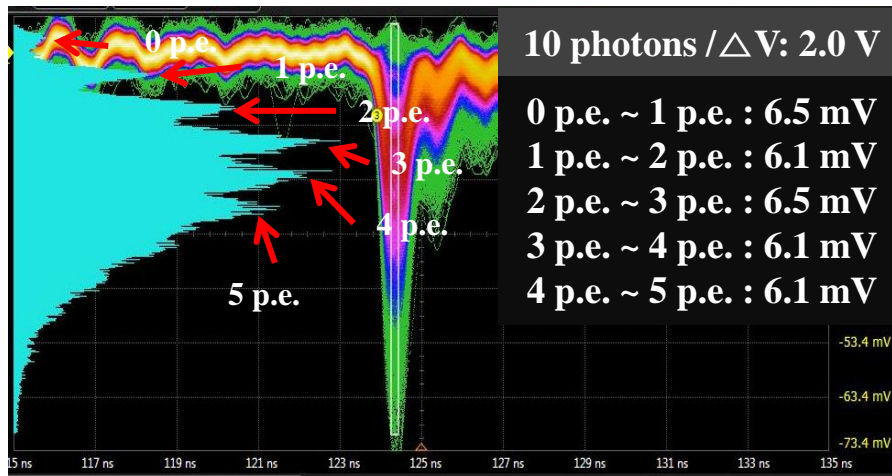 0 p.e.
1 p.e.
2 p.e.
3 p.e.
4 p.e.
5 p.e.
3
10 photons /△V: 2.0 V
0 p.e. ~ 1 p.e. : 6.5 mV
1 p.e. ~ 2 p.e. : 6.1 mV
2 p.e. ~ 3 p.e. : 6.5 mV
3 p.e. ~ 4 p.e. : 6.1 mV
4 p.e. ~ 5 p.e. : 6.1 mV
-53.4 mV
-63.4 mV
-73.4 mV
15 ns 117 ns 119 ns 121 ns 123 ns 125 ns 127 ns 129 ns 131 ns 133 ns 135 ns